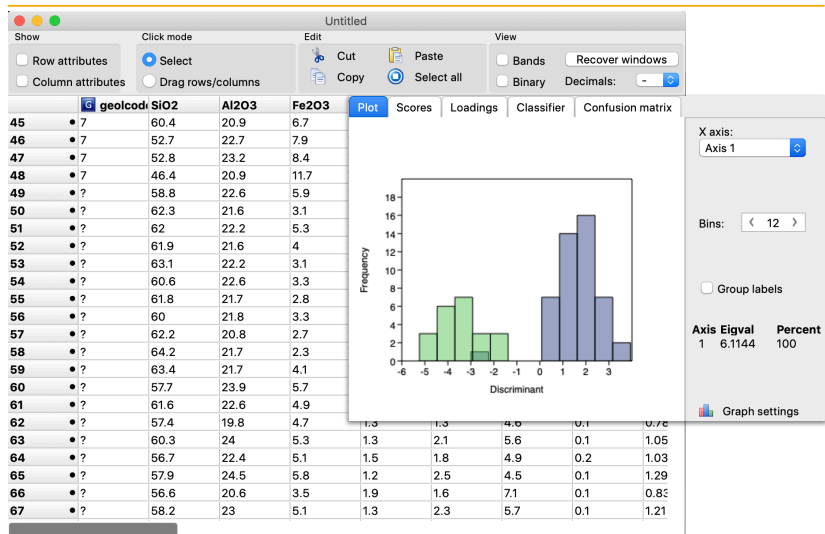 Untitled
Show
Click mode
Edit
View
Row attributes
Select
Cut
Paste
Bands
Recover windows
Column attributes
Drag rows/columns
Copy
Select all
Binary
Decimals: -
G geolcod SiO2 Al2O3 Fe2O3
Plot Scores Loadings Classifier Confusion matrix
45 • 7 60.4 20.9 6.7
46 • 7 52.7 22.7 7.9
47 • 7 52.8 23.2 8.4
48 • 7 46.4 20.9 11.7
49 • ? 58.8 22.6 5.9
50 • ? 62.3 21.6 3.1
51 • ? 62 22.2 5.3
52 • ? 61.9 21.6 4
53 • ? 63.1 22.2 3.1
54 • ? 60.6 22.6 3.3
55 • ? 61.8 21.7 2.8
56 • ? 60 21.8 3.3
57 • ? 62.2 20.8 2.7
58 • ? 64.2 21.7 2.3
59 • ? 63.4 21.7 4.1
60 • ? 57.7 23.9 5.7
61 • ? 61.6 22.6 4.9
62 • ? 57.4 19.8 4.7 1.3 1.3 4.6 0.1 0.78
63 • ? 60.3 24 5.3 1.3 2.1 5.6 0.1 1.05
64 • ? 56.7 22.4 5.1 1.5 1.8 4.9 0.2 1.03
65 • ? 57.9 24.5 5.8 1.2 2.5 4.5 0.1 1.29
66 • ? 56.6 20.6 3.5 1.9 1.6 7.1 0.1 0.83
67 • ? 58.2 23 5.1 1.3 2.3 5.7 0.1 1.21
Frequency
18
16
14
12
10
8
6
4
2
0
-6 -5 -4 -3 -2 -1 0 1 2 3
Discriminant
X axis:
Axis 1
Bins: < 12 >
Group labels
Axis Eigval Percent
1 6.1144 100
Graph settings